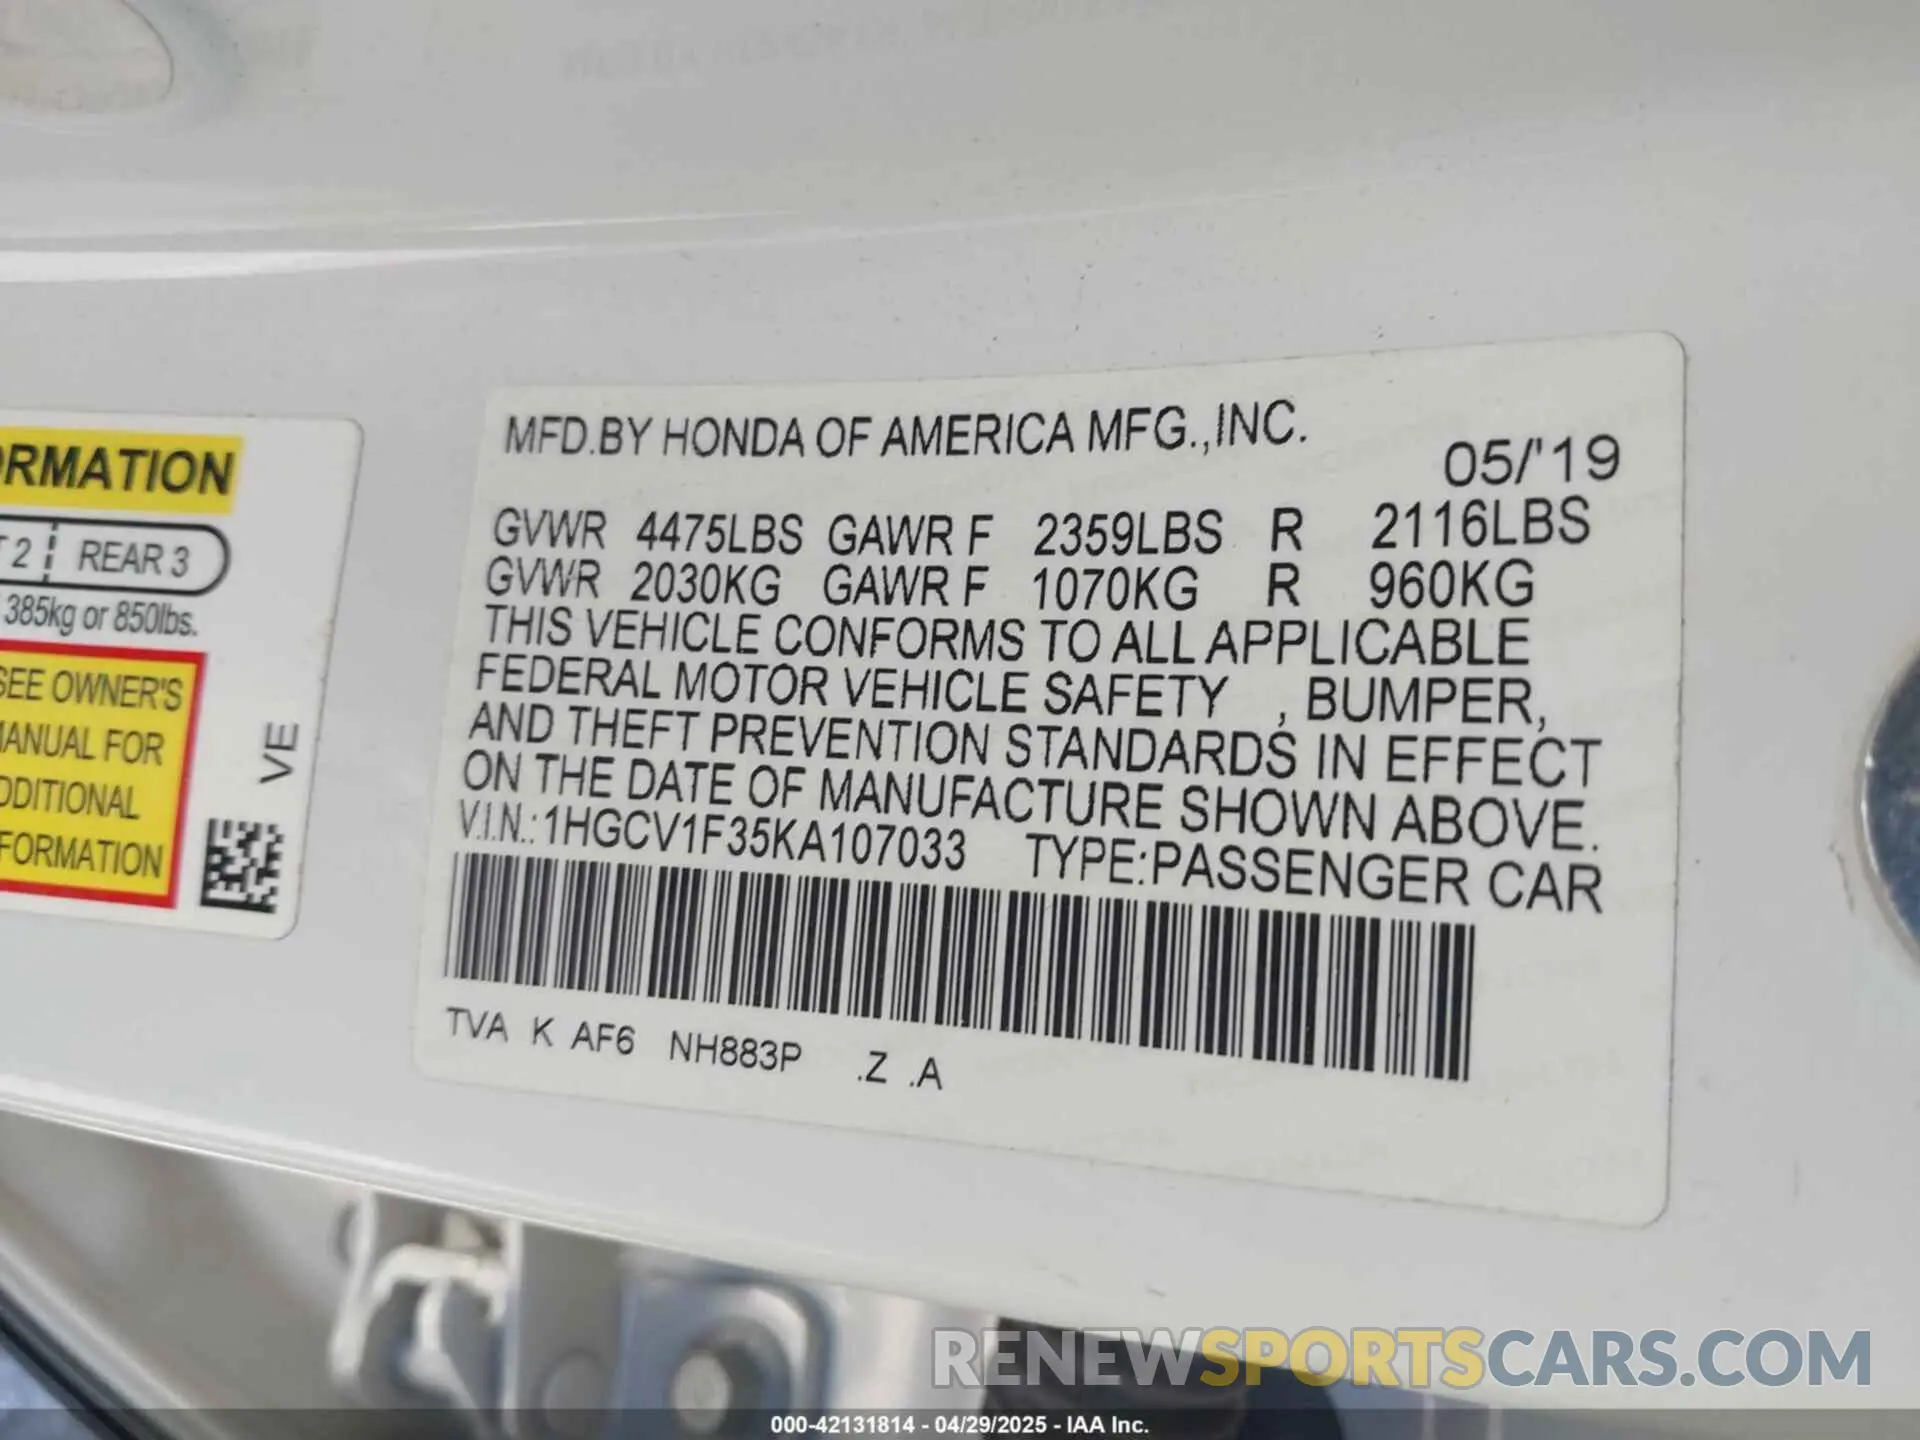 MFD.BY HONDA OF AMERICA MFG.,INC.
05/'19
GVWR 4475LBS GAWR F 2359LBS R 2116LBS
GVWR 2030KG GAWR F 1070KG R 960KG
THIS VEHICLE CONFORMS TO ALL APPLICABLE
FEDERAL MOTOR VEHICLE SAFETY , BUMPER,
AND THEFT PREVENTION STANDARDS IN EFFECT
ON THE DATE OF MANUFACTURE SHOWN ABOVE.
V.I.N.:1HGCV1F35KA107033 TYPE:PASSENGER CAR
TVA K AF6 NH883P .Z .A
RMATION
2 REAR 3
385kg or 850lbs.
SEE OWNER'S
MANUAL FOR
DDITIONAL
FORMATION
VE
RENEWSPORTSCARS.COM
000-42131814 - 04/29/2025 - IAA Inc.